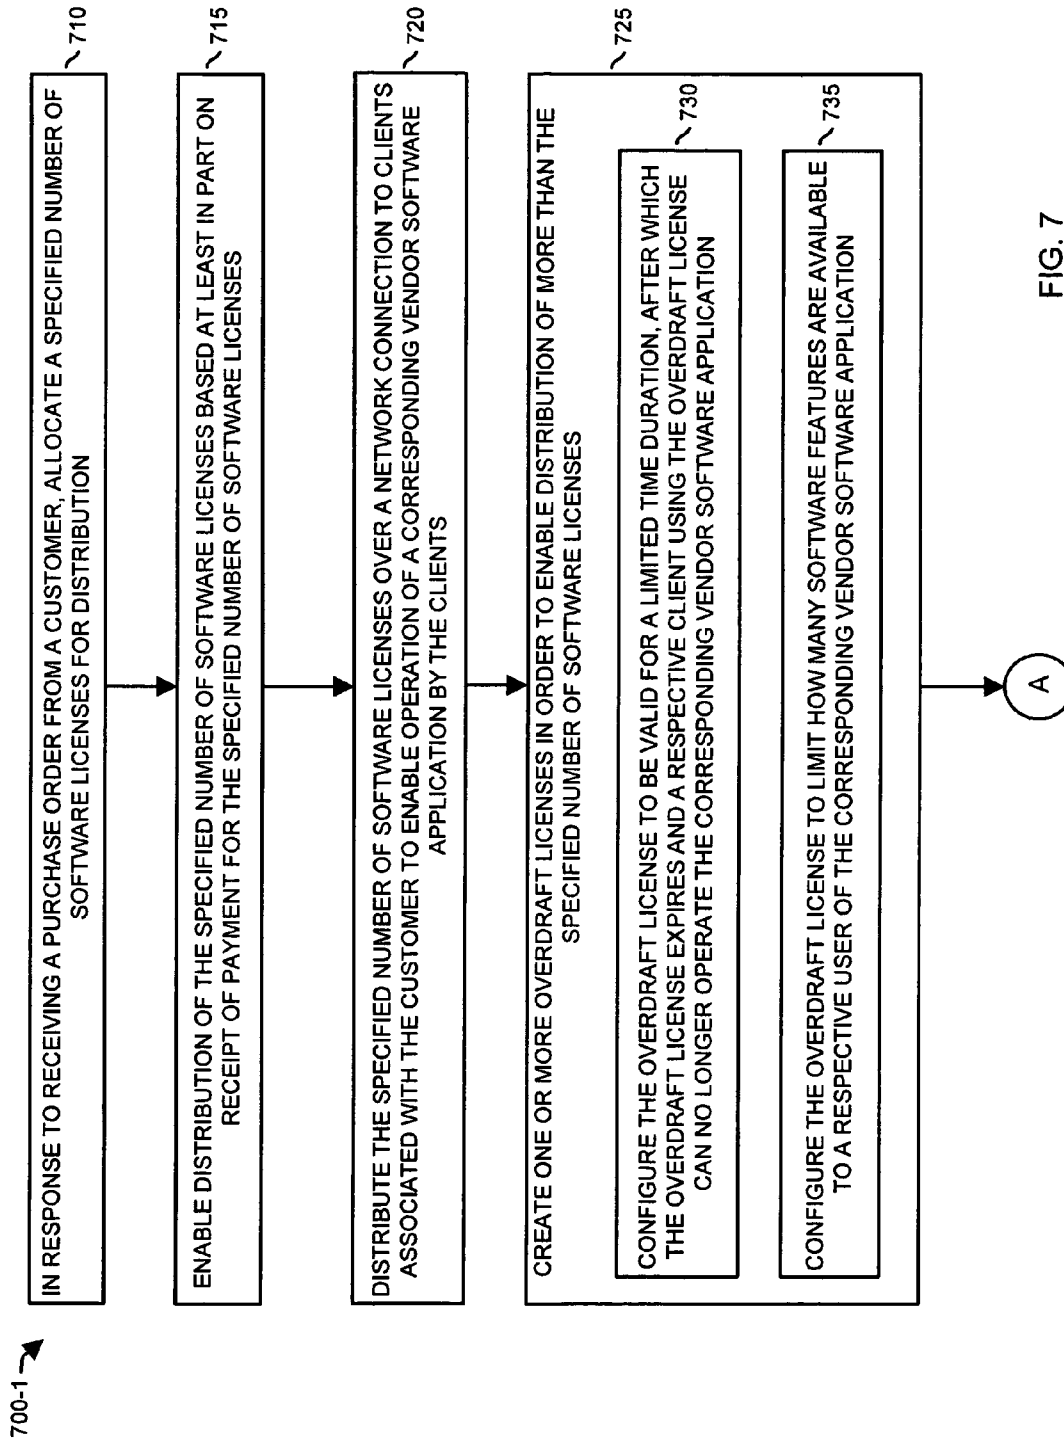 700-1
IN RESPONSE TO RECEIVING A PURCHASE ORDER FROM A CUSTOMER, ALLOCATE A SPECIFIED NUMBER OF
SOFTWARE LICENSES FOR DISTRIBUTION
710
ENABLE DISTRIBUTION OF THE SPECIFIED NUMBER OF SOFTWARE LICENSES BASED AT LEAST IN PART ON
RECEIPT OF PAYMENT FOR THE SPECIFIED NUMBER OF SOFTWARE LICENSES
715
DISTRIBUTE THE SPECIFIED NUMBER OF SOFTWARE LICENSES OVER A NETWORK CONNECTION TO CLIENTS
ASSOCIATED WITH THE CUSTOMER TO ENABLE OPERATION OF A CORRESPONDING VENDOR SOFTWARE
APPLICATION BY THE CLIENTS
720
CREATE ONE OR MORE OVERDRAFT LICENSES IN ORDER TO ENABLE DISTRIBUTION OF MORE THAN THE
SPECIFIED NUMBER OF SOFTWARE LICENSES
725
CONFIGURE THE OVERDRAFT LICENSE TO BE VALID FOR A LIMITED TIME DURATION, AFTER WHICH
THE OVERDRAFT LICENSE EXPIRES AND A RESPECTIVE CLIENT USING THE OVERDRAFT LICENSE
CAN NO LONGER OPERATE THE CORRESPONDING VENDOR SOFTWARE APPLICATION
730
CONFIGURE THE OVERDRAFT LICENSE TO LIMIT HOW MANY SOFTWARE FEATURES ARE AVAILABLE
TO A RESPECTIVE USER OF THE CORRESPONDING VENDOR SOFTWARE APPLICATION
735
A
FIG. 7